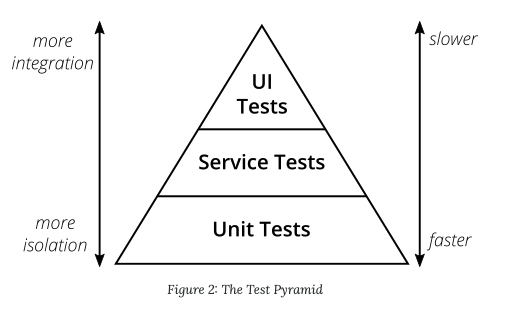 more
integration
slower
UI
Tests
Service Tests
Unit Tests
more
isolation
faster
Figure 2: The Test Pyramid